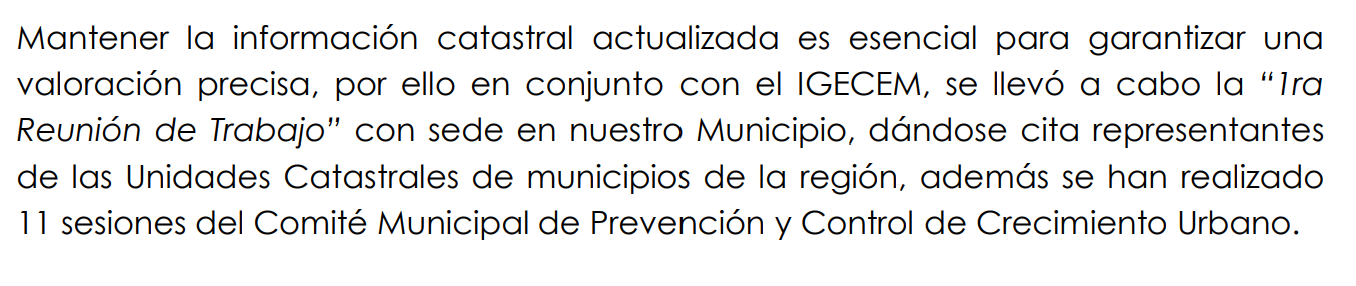 Mantener la información catastral actualizada es esencial para garantizar una
valoración precisa, por ello en conjunto con el IGECEM, se llevó a cabo la “1ra
Reunión de Trabajo” con sede en nuestro Municipio, dándose cita representantes
de las Unidades Catastrales de municipios de la región, además se han realizado
11 sesiones del Comité Municipal de Prevención y Control de Crecimiento Urbano.